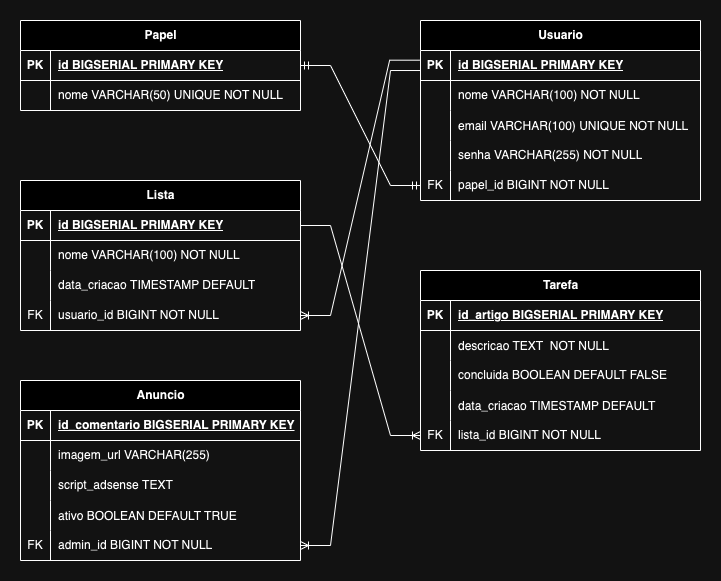 Papel
PK id BIGSERIAL PRIMARY KEY
nome VARCHAR(50) UNIQUE NOT NULL
Usuario
PK id BIGSERIAL PRIMARY KEY
nome VARCHAR(100) NOT NULL
email VARCHAR(100) UNIQUE NOT NULL
senha VARCHAR(255) NOT NULL
FK papel_id BIGINT NOT NULL
Lista
PK id BIGSERIAL PRIMARY KEY
nome VARCHAR(100) NOT NULL
data_criacao TIMESTAMP DEFAULT
FK usuario_id BIGINT NOT NULL
Tarefa
PK id_artigo BIGSERIAL PRIMARY KEY
descricao TEXT  NOT NULL
concluida BOOLEAN DEFAULT FALSE
data_criacao TIMESTAMP DEFAULT
FK lista_id BIGINT NOT NULL
Anuncio
PK id_comentario BIGSERIAL PRIMARY KEY
imagem_url VARCHAR(255)
script_adsense TEXT
ativo BOOLEAN DEFAULT TRUE
FK admin_id BIGINT NOT NULL